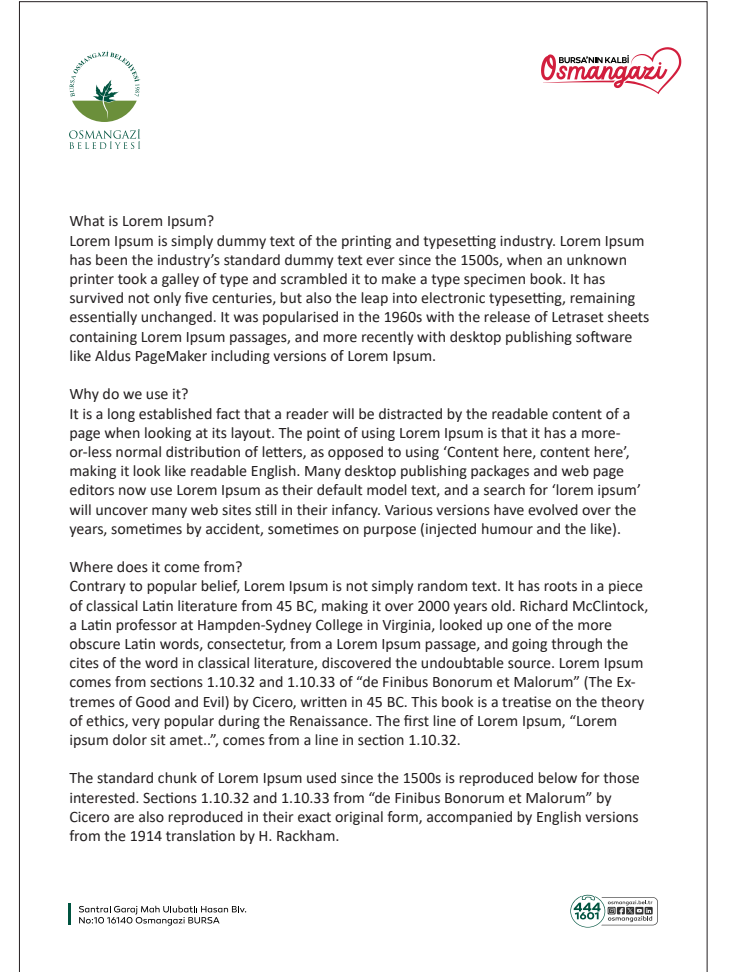 BURSA OSMANGAZİ BELEDİYESİ 1987
OSMANGAZİ
BELEDİYESİ
BURSA'NIN KALBİ
Osmangazi
What is Lorem Ipsum?
Lorem Ipsum is simply dummy text of the printing and typesetting industry. Lorem Ipsum
has been the industry’s standard dummy text ever since the 1500s, when an unknown
printer took a galley of type and scrambled it to make a type specimen book. It has
survived not only five centuries, but also the leap into electronic typesetting, remaining
essentially unchanged. It was popularised in the 1960s with the release of Letraset sheets
containing Lorem Ipsum passages, and more recently with desktop publishing software
like Aldus PageMaker including versions of Lorem Ipsum.
Why do we use it?
It is a long established fact that a reader will be distracted by the readable content of a
page when looking at its layout. The point of using Lorem Ipsum is that it has a more-
or-less normal distribution of letters, as opposed to using ‘Content here, content here’,
making it look like readable English. Many desktop publishing packages and web page
editors now use Lorem Ipsum as their default model text, and a search for ‘lorem ipsum’
will uncover many web sites still in their infancy. Various versions have evolved over the
years, sometimes by accident, sometimes on purpose (injected humour and the like).
Where does it come from?
Contrary to popular belief, Lorem Ipsum is not simply random text. It has roots in a piece
of classical Latin literature from 45 BC, making it over 2000 years old. Richard McClintock,
a Latin professor at Hampden-Sydney College in Virginia, looked up one of the more
obscure Latin words, consectetur, from a Lorem Ipsum passage, and going through the
cites of the word in classical literature, discovered the undoubtable source. Lorem Ipsum
comes from sections 1.10.32 and 1.10.33 of “de Finibus Bonorum et Malorum” (The Ex-
tremes of Good and Evil) by Cicero, written in 45 BC. This book is a treatise on the theory
of ethics, very popular during the Renaissance. The first line of Lorem Ipsum, “Lorem
ipsum dolor sit amet..”, comes from a line in section 1.10.32.
The standard chunk of Lorem Ipsum used since the 1500s is reproduced below for those
interested. Sections 1.10.32 and 1.10.33 from “de Finibus Bonorum et Malorum” by
Cicero are also reproduced in their exact original form, accompanied by English versions
from the 1914 translation by H. Rackham.
Santral Garaj Mah Ulubatlı Hasan Blv.
No:10 16140 Osmangazi BURSA
444
1601
osmangazi.bel.tr
osmangazibld